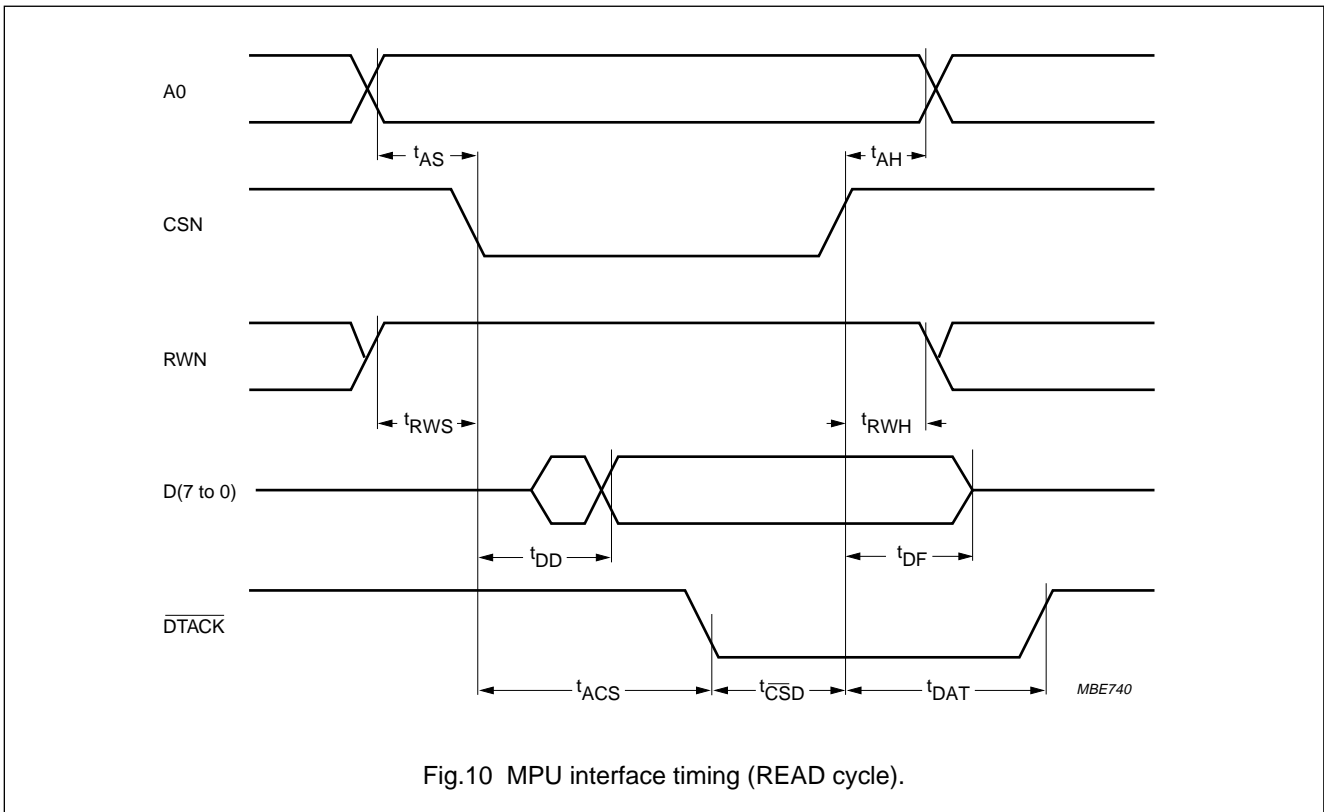 A0
tAS
tAH
CSN
RWN
tRWS
tRWH
D(7 to 0)
tDD
tDF
DTACK
tACS
tCSD
tDAT
MBE740
Fig.10 MPU interface timing (READ cycle).